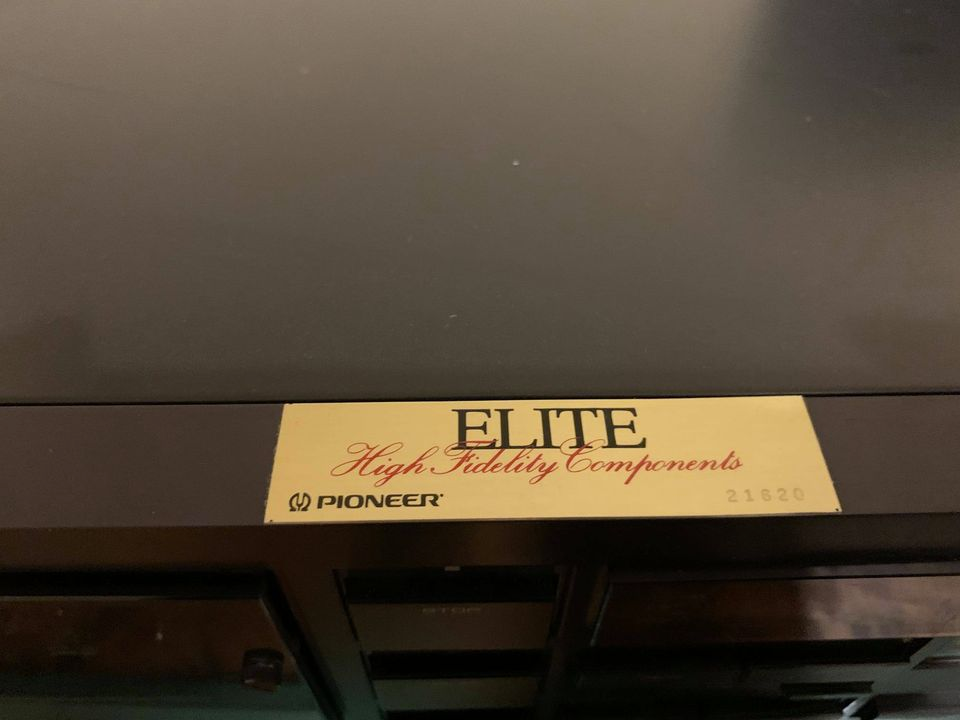 ELITE
High Fidelity Components
PIONEER
21620
STOP